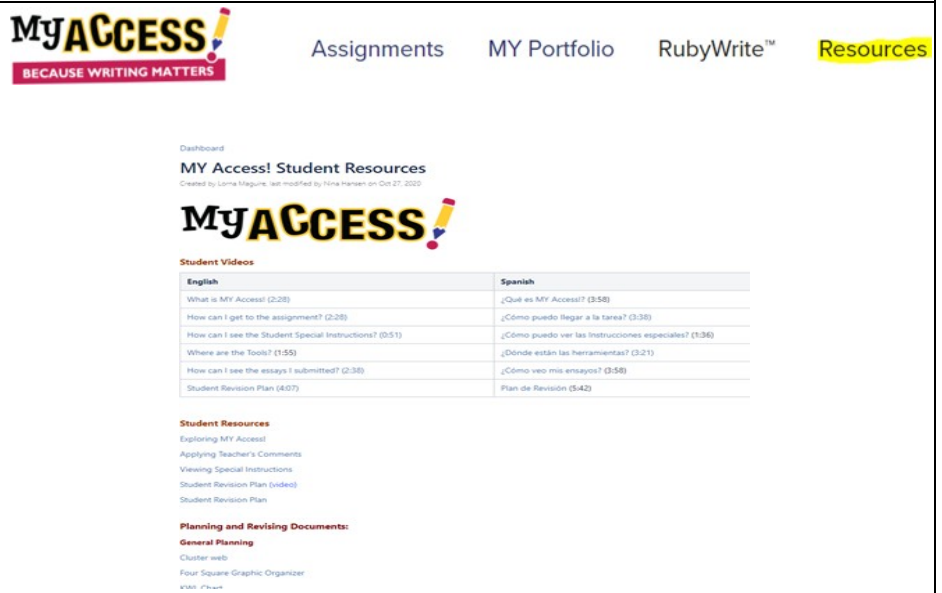 MY ACCESS!
BECAUSE WRITING MATTERS
Assignments MY Portfolio RubyWrite™ Resources
Dashboard
MY Access! Student Resources
Created by Lorna Maguire, last modified by Nina Hansen on Oct 27, 2020
MY ACCESS!
Student Videos
English Spanish
What is MY Access! (2:28) ¿Qué es MY Access!? (3:58)
How can I get to the assignment? (2:28) ¿Cómo puedo llegar a la tarea? (3:38)
How can I see the Student Special Instructions? (0:51) ¿Cómo puedo ver las Instrucciones especiales? (1:36)
Where are the Tools? (1:55) ¿Dónde están las herramientas? (3:21)
How can I see the essays I submitted? (2:38) ¿Cómo veo mis ensayos? (3:58)
Student Revision Plan (4:07) Plan de Revisión (5:42)
Student Resources
Exploring MY Access!
Applying Teacher's Comments
Viewing Special Instructions
Student Revision Plan (video)
Student Revision Plan
Planning and Revising Documents:
General Planning
Cluster web
Four Square Graphic Organizer
KWL Chart